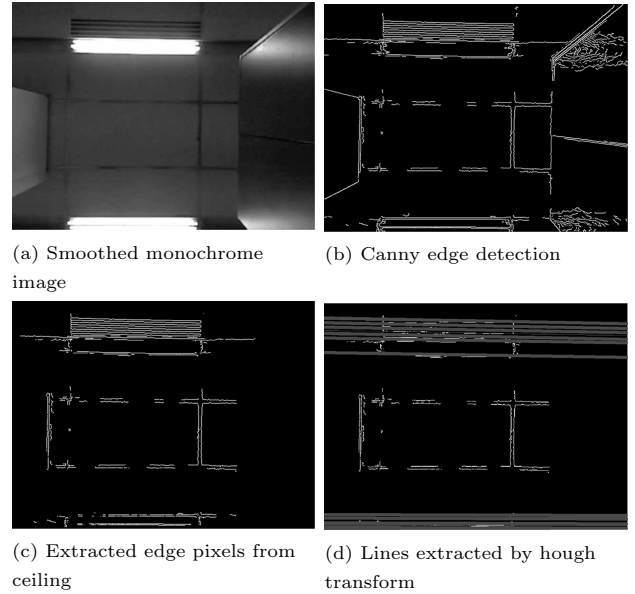 (a) Smoothed monochrome
image
(b) Canny edge detection
(c) Extracted edge pixels from
ceiling
(d) Lines extracted by hough
transform